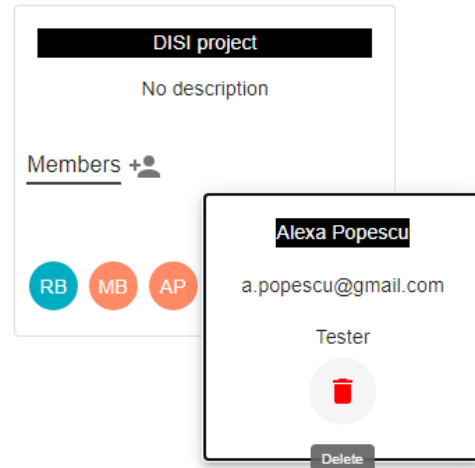 DISI project
No description
Members
RB MB AP
Alexa Popescu
a.popescu@gmail.com
Tester
Delete